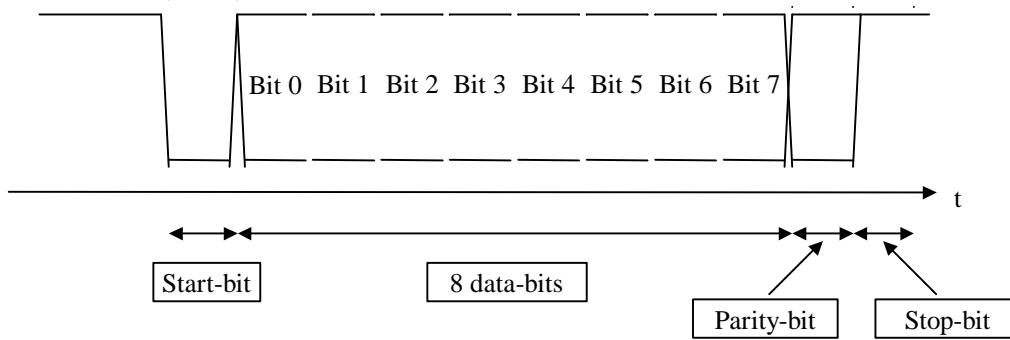 Bit 0 Bit 1 Bit 2 Bit 3 Bit 4 Bit 5 Bit 6 Bit 7
t
Start-bit
8 data-bits
Parity-bit
Stop-bit